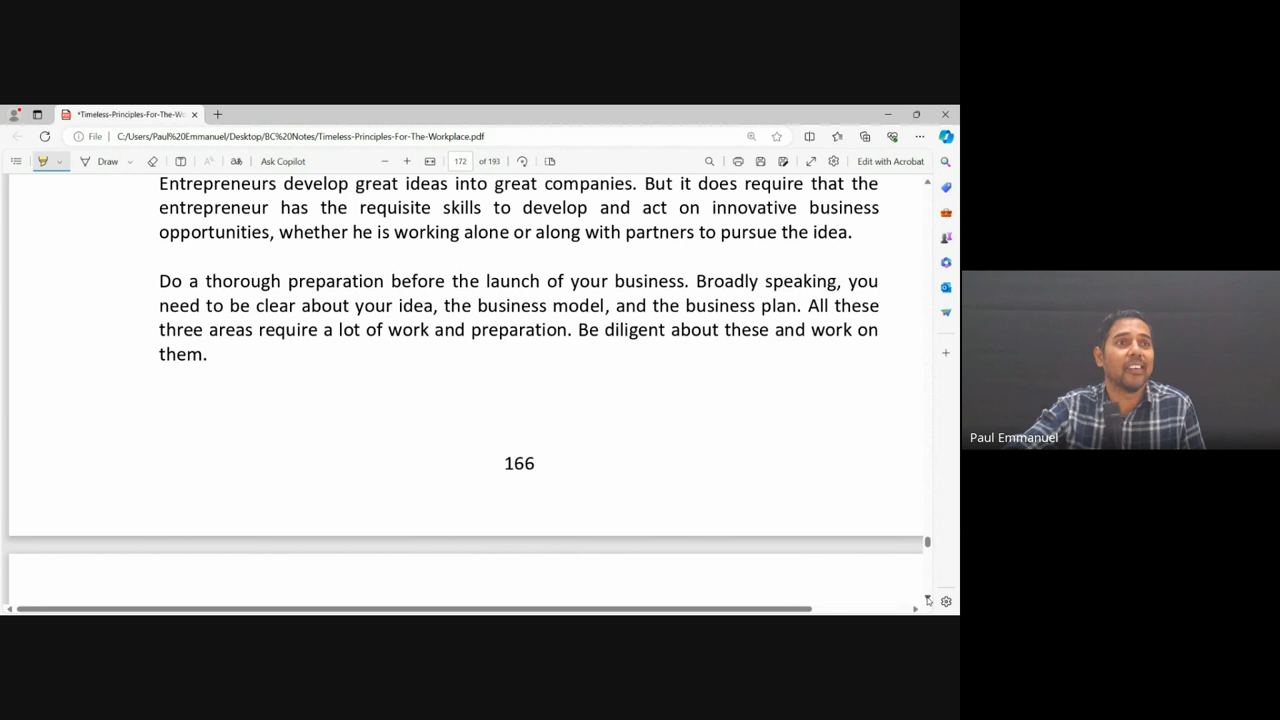 *Timeless-Principles-For-The-Wo
File
C:/Users/Paul%20Emmanuel/Desktop/BC%20Notes/Timeless-Principles-For-The-Workplace.pdf
Draw
Ask Copilot
172 of 193
Edit with Acrobat
Entrepreneurs develop great ideas into great companies. But it does require that the
entrepreneur has the requisite skills to develop and act on innovative business
opportunities, whether he is working alone or along with partners to pursue the idea.
Do a thorough preparation before the launch of your business. Broadly speaking, you
need to be clear about your idea, the business model, and the business plan. All these
three areas require a lot of work and preparation. Be diligent about these and work on
them.
166
Paul Emmanuel